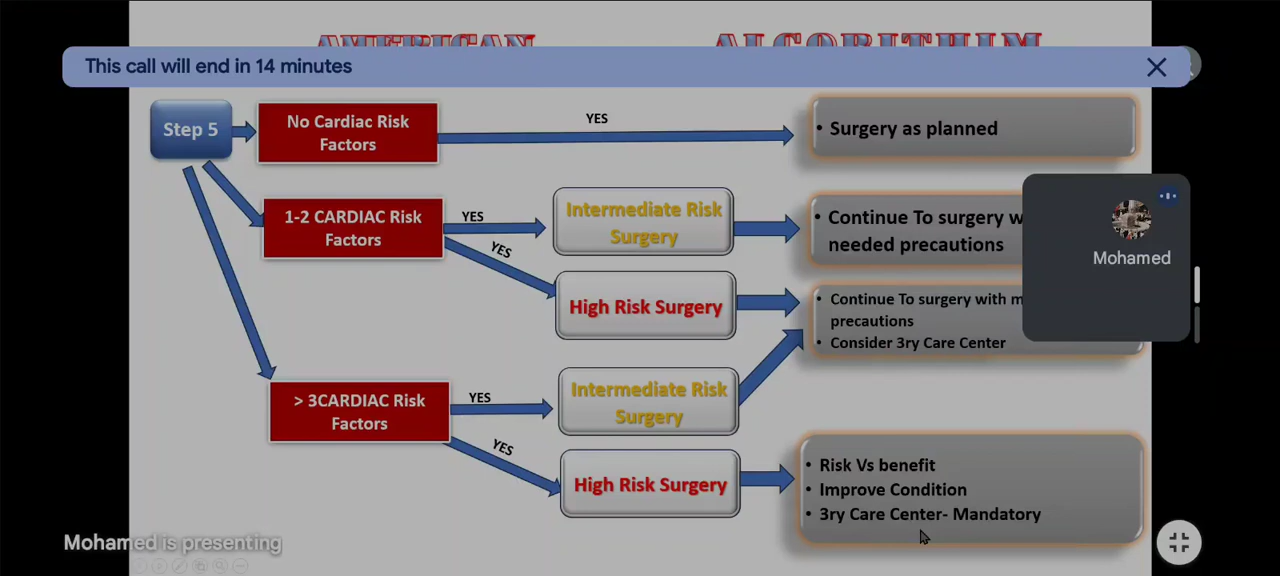 AMERICAN ALGORITHIM
This call will end in 14 minutes
Step 5
No Cardiac Risk
Factors
YES
• Surgery as planned
1-2 CARDIAC Risk
Factors
YES
YES
Intermediate Risk
Surgery
• Continue To surgery
needed precautions
High Risk Surgery
• Continue To surgery with
precautions
• Consider 3ry Care Center
Mohamed
> 3CARDIAC Risk
Factors
YES
YES
Intermediate Risk
Surgery
High Risk Surgery
• Risk Vs benefit
• Improve Condition
• 3ry Care Center- Mandatory
Mohamed is presenting